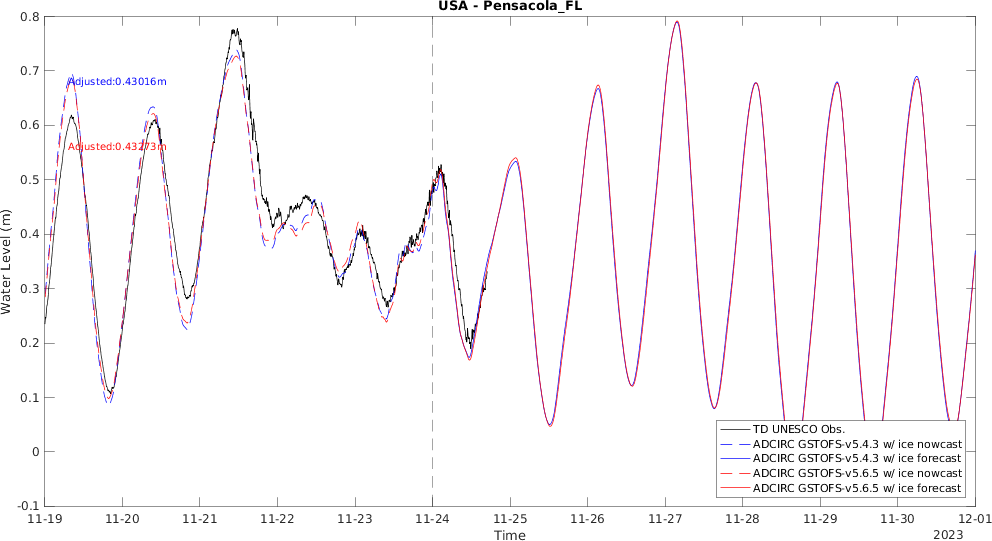 USA - Pensacola_FL
0.8
0.7
0.6
0.5
0.4
0.3
0.2
0.1
0
-0.1
Water Level (m)
Adjusted:0.43016m
Adjusted:0.43273m
TD UNESCO Obs.
ADCIRC GSTOFS-v5.4.3 w/ ice nowcast
ADCIRC GSTOFS-v5.4.3 w/ ice forecast
ADCIRC GSTOFS-v5.6.5 w/ ice nowcast
ADCIRC GSTOFS-v5.6.5 w/ ice forecast
11-19 11-20 11-21 11-22 11-23 11-24 11-25 11-26 11-27 11-28 11-29 11-30 12-01
Time
2023